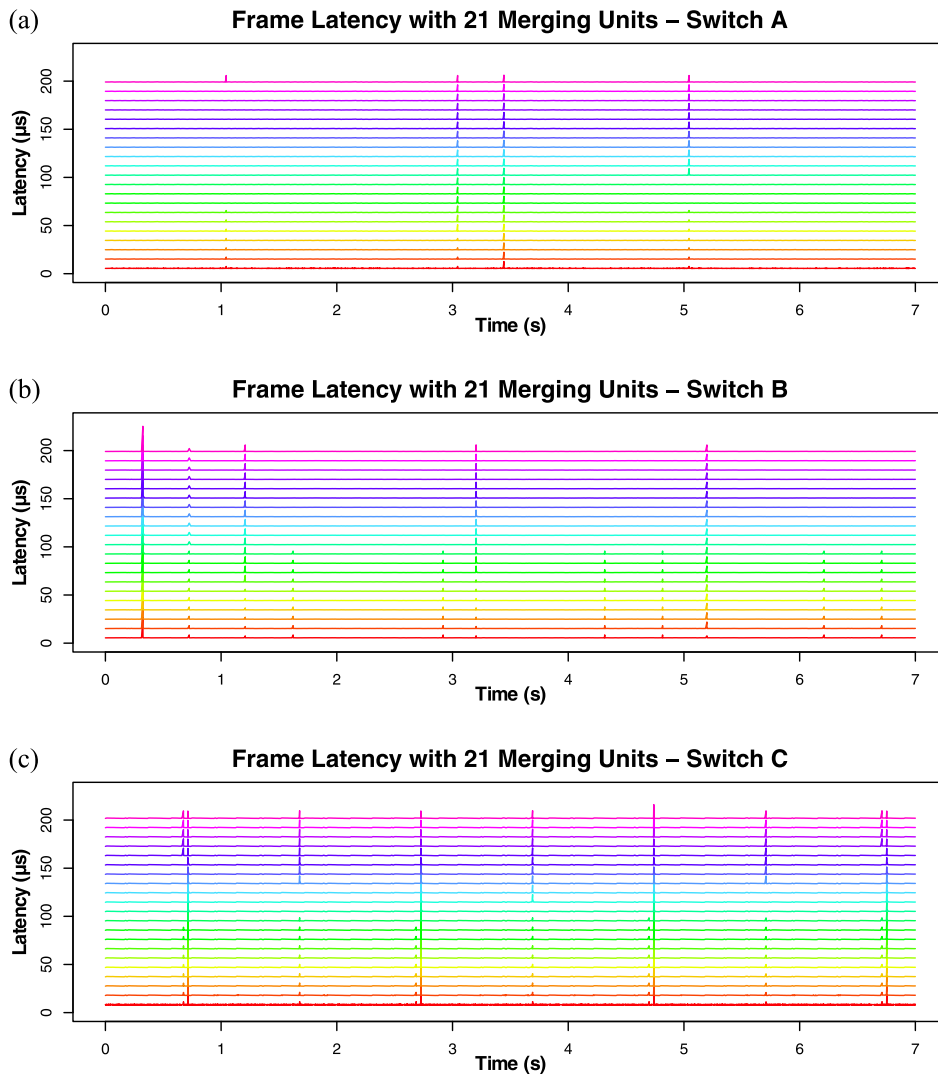 (a)
Frame Latency with 21 Merging Units – Switch A
Latency (µs)
200
150
100
50
0
0 1 2 3 4 5 6 7
Time (s)
(b)
Frame Latency with 21 Merging Units – Switch B
Latency (µs)
200
150
100
50
0
0 1 2 3 4 5 6 7
Time (s)
(c)
Frame Latency with 21 Merging Units – Switch C
Latency (µs)
200
150
100
50
0
0 1 2 3 4 5 6 7
Time (s)